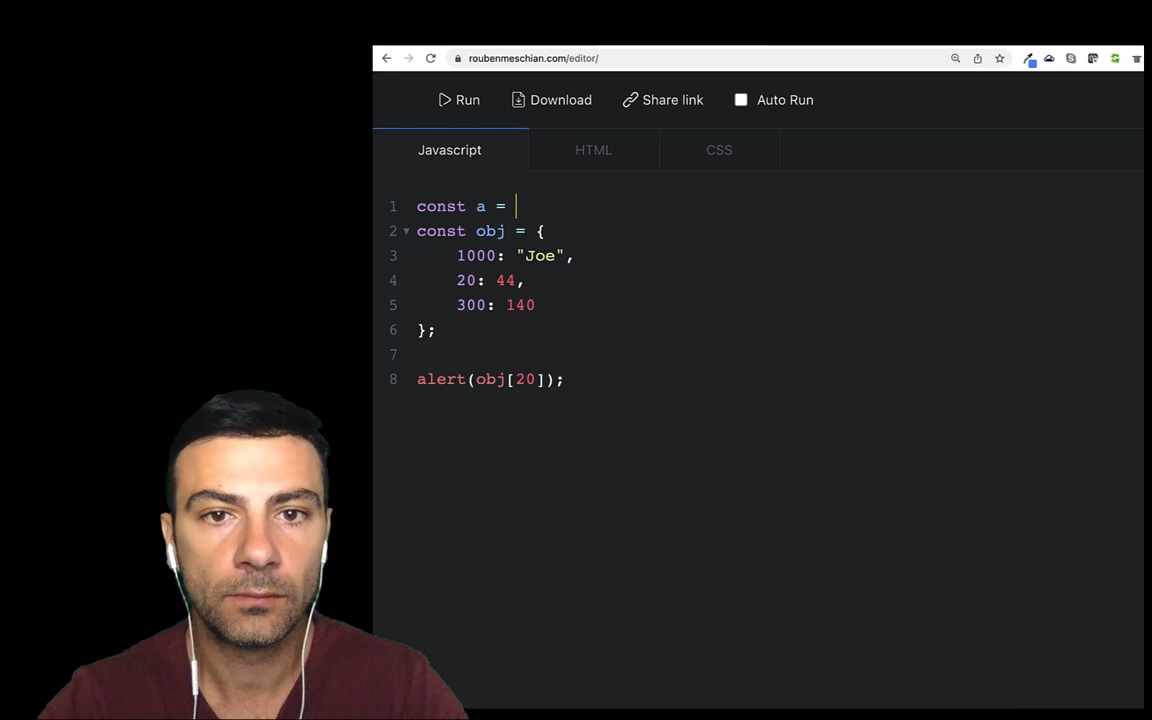 roubenmeschian.com/editor/
Run Download Share link Auto Run
Javascript HTML CSS
1 const a =
2 const obj = {
3 1000: "Joe",
4 20: 44,
5 300: 140
6 };
7
8 alert(obj[20]);